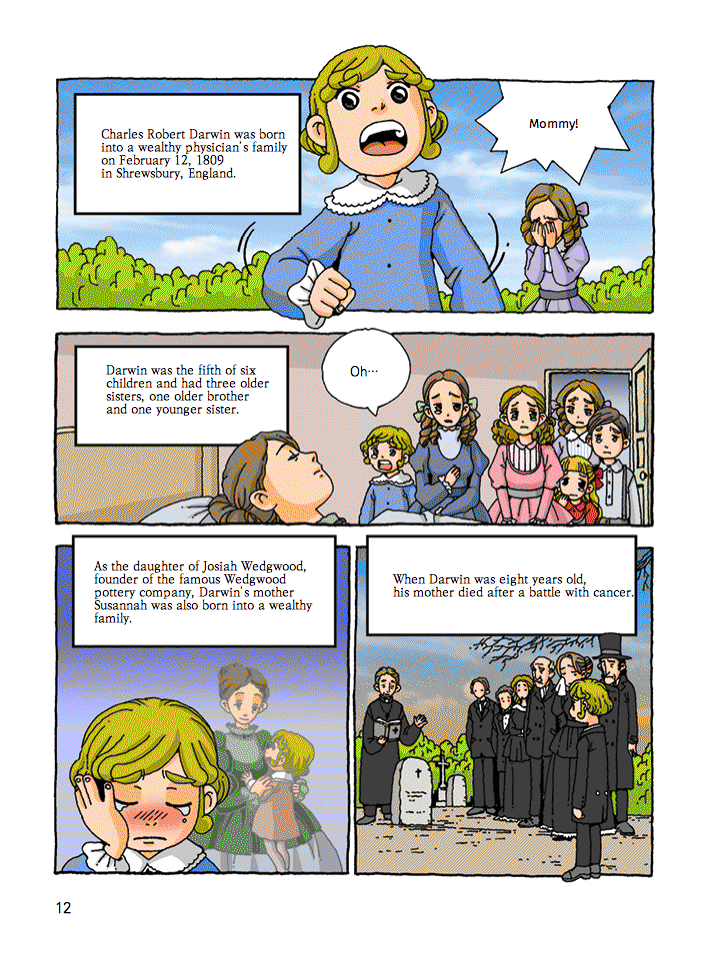 Charles Robert Darwin was born
into a wealthy physician's family
on February 12, 1809
in Shrewsbury, England.
Mommy!
Darwin was the fifth of six
children and had three older
sisters, one older brother
and one younger sister.
Oh…
As the daughter of Josiah Wedgwood,
founder of the famous Wedgwood
pottery company, Darwin's mother
Susannah was also born into a wealthy
family.
When Darwin was eight years old,
his mother died after a battle with cancer.
12